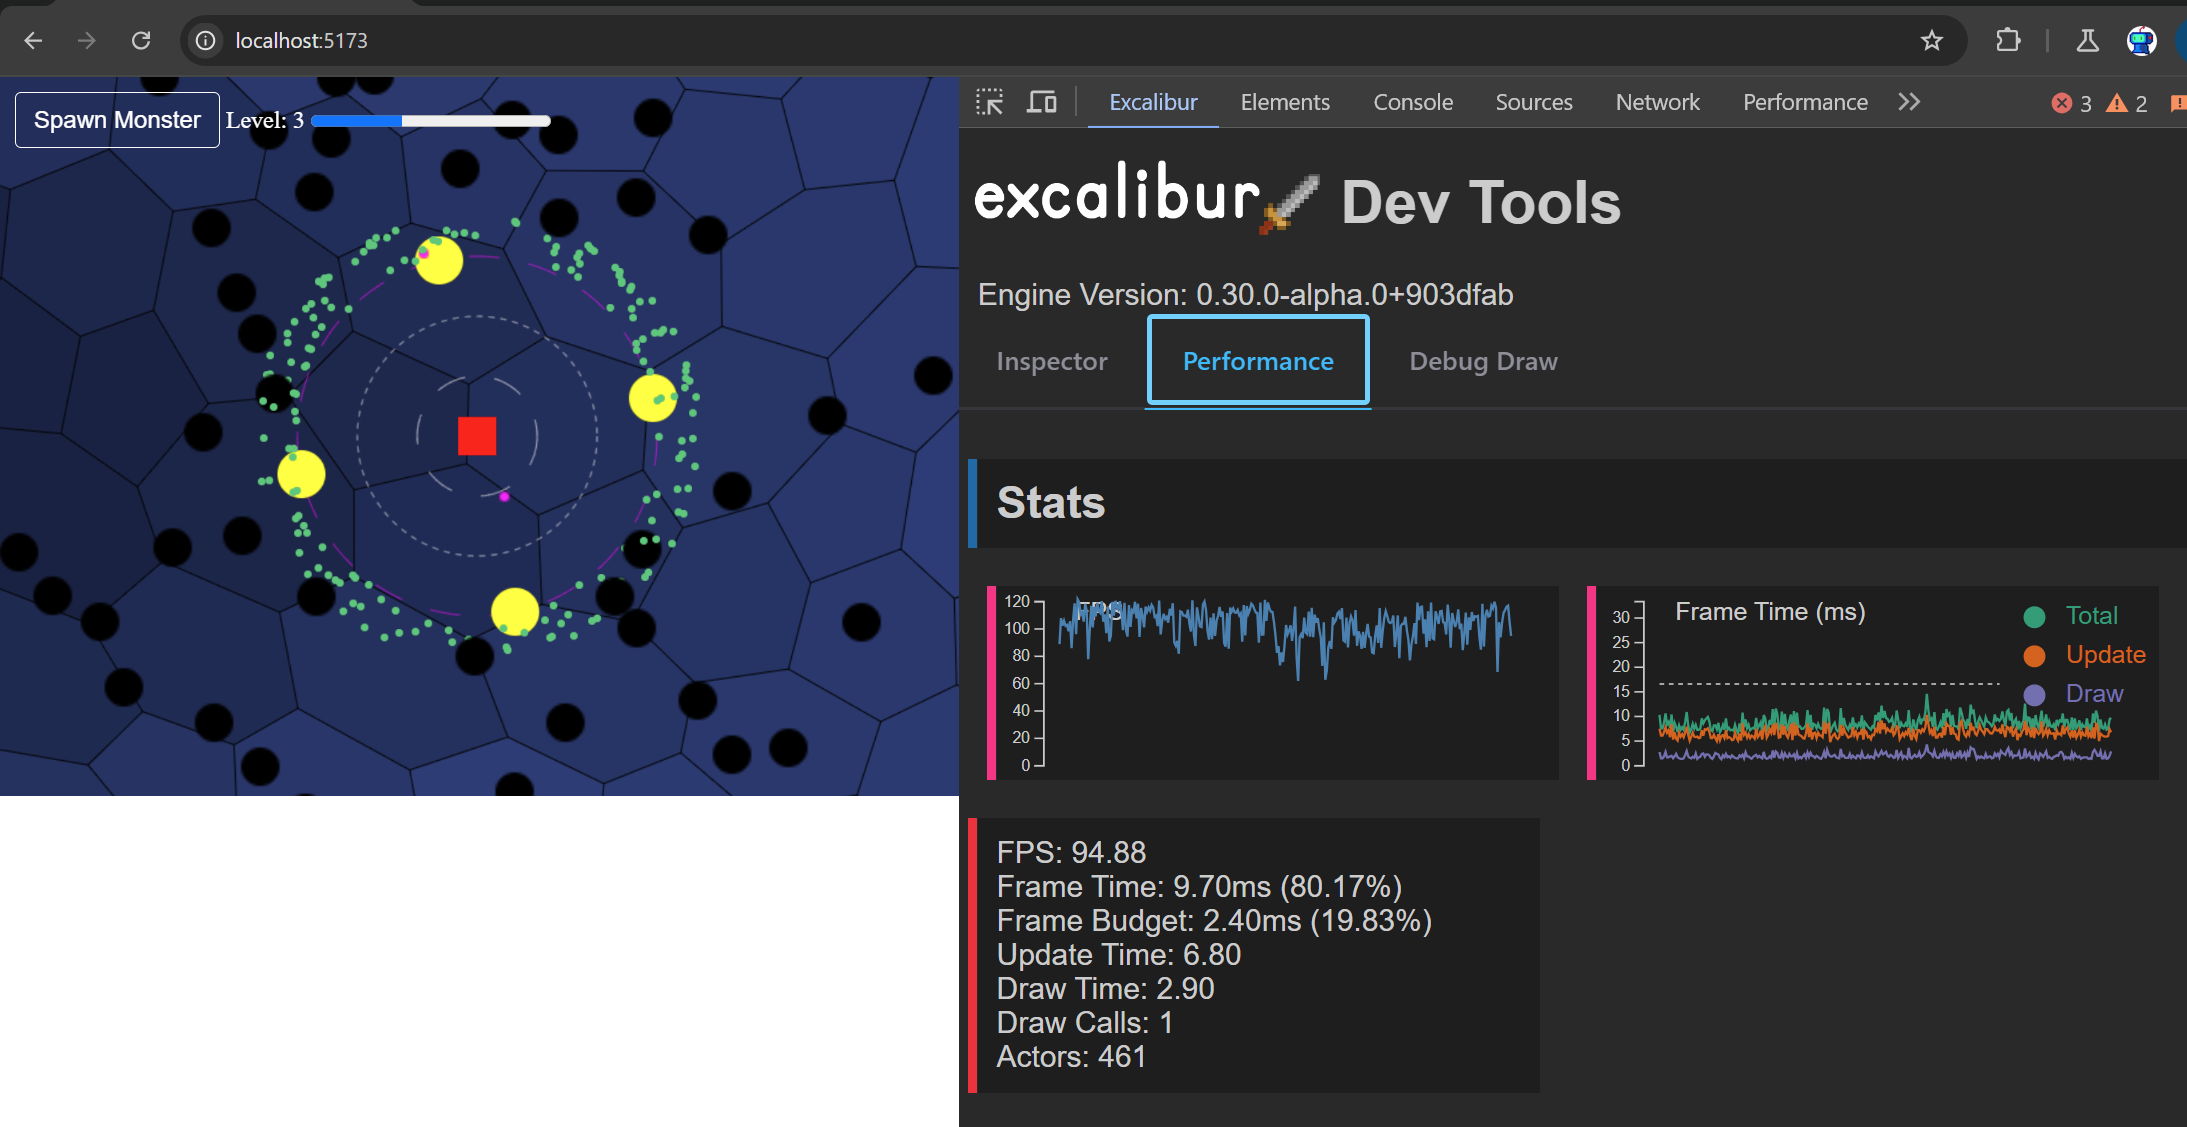 localhost:5173
Spawn Monster Level: 3
Excalibur Elements Console Sources Network Performance 3 2
excalibur Dev Tools
Engine Version: 0.30.0-alpha.0+903dfab
Inspector Performance Debug Draw
Stats
FPS
120
100
80
60
40
20
0
Frame Time (ms)
30
25
20
15
10
5
0
Total
Update
Draw
FPS: 94.88
Frame Time: 9.70ms (80.17%)
Frame Budget: 2.40ms (19.83%)
Update Time: 6.80
Draw Time: 2.90
Draw Calls: 1
Actors: 461